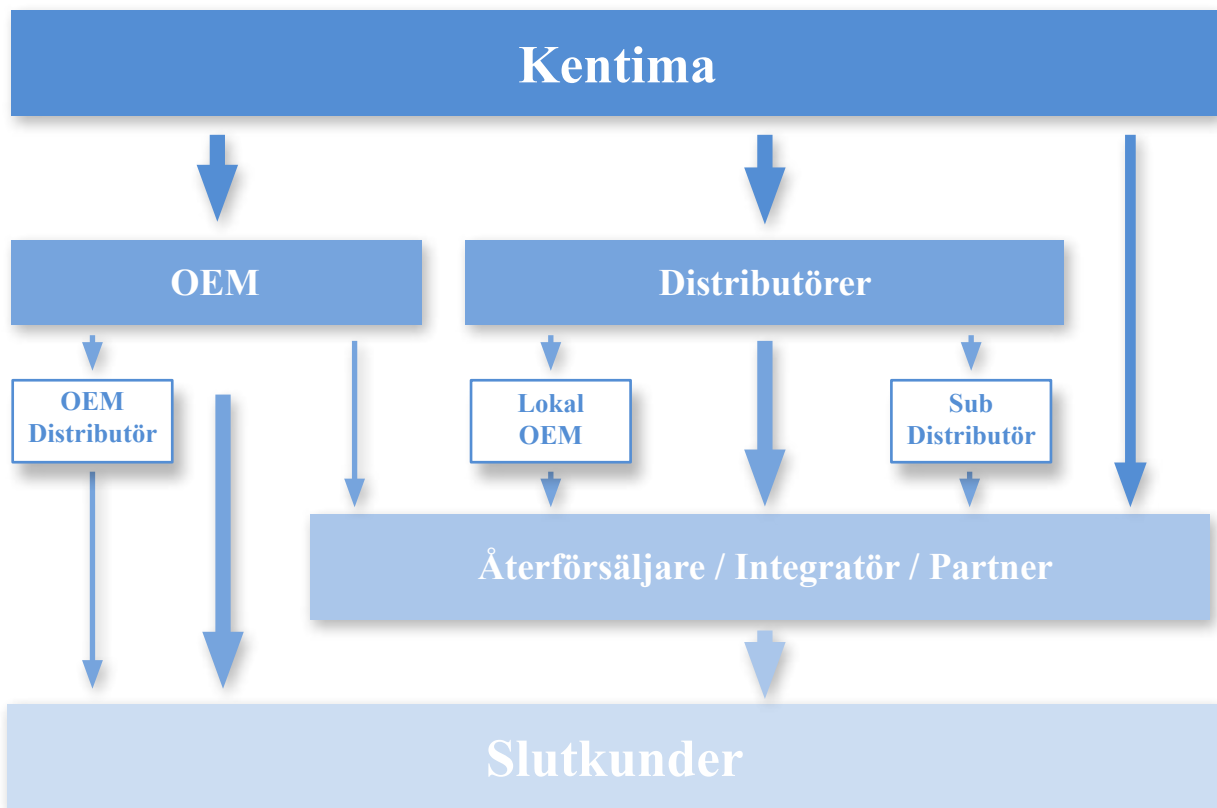 Kentima
OEM
Distributörer
OEM
Distributör
Lokal
OEM
Sub
Distributör
Återförsäljare / Integratör / Partner
Slutkunder